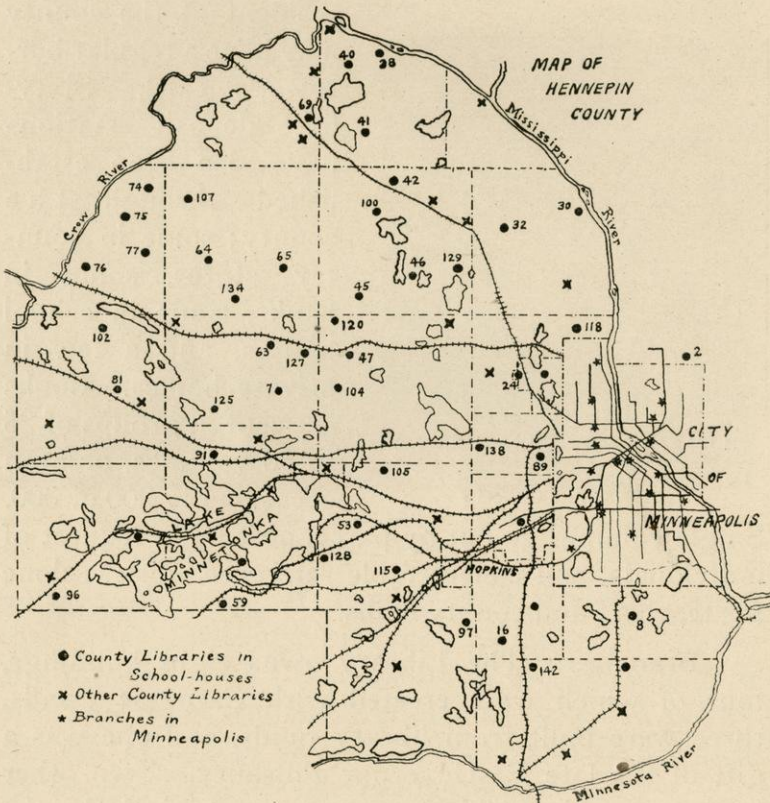 MAP OF
HENNEPIN
COUNTY
Mississippi
River
Crow River
40
28
69
41
74
107
42
100
32
30
75
77
64
65
46
129
76
134
45
102
120
118
63
127
47
2
81
7
104
24
125
CITY
91
138
89
105
OF
53
MINNEAPOLIS
LAKE
MINNETONKA
128
115
HOPKINS
96
59
97
16
8
142
● County Libraries in
School-houses
✖ Other County Libraries
★ Branches in
Minneapolis
Minnesota River